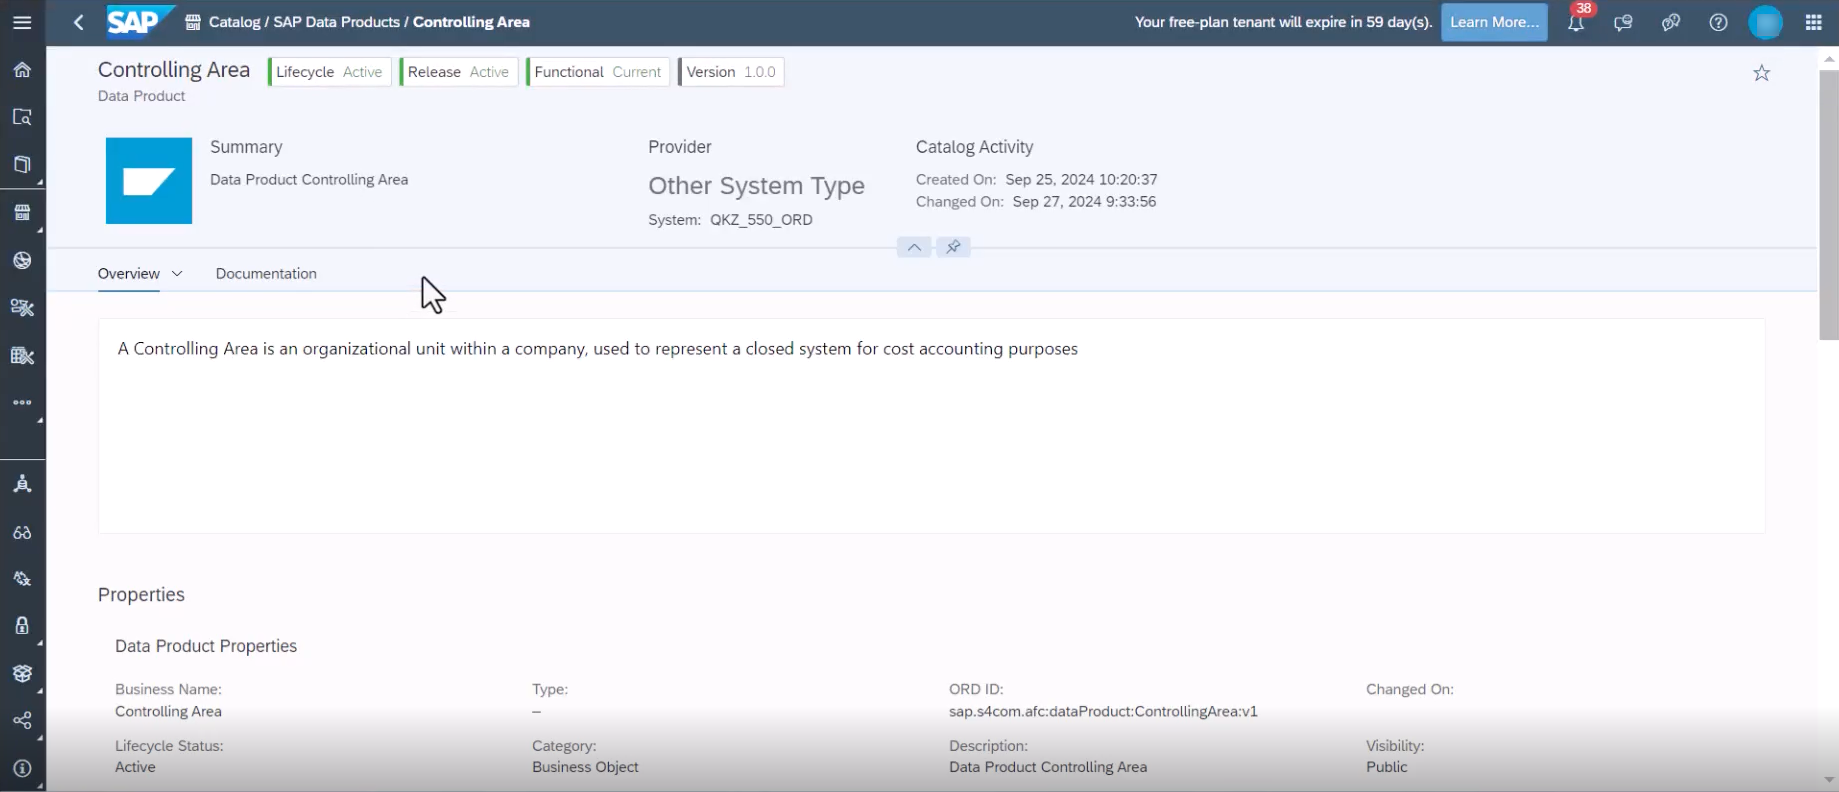 SAP Catalog / SAP Data Products / Controlling Area Your free-plan tenant will expire in 59 day(s). Learn More... 38
Controlling Area Lifecycle Active Release Active Functional Current Version 1.0.0
Data Product
Summary Provider Catalog Activity
Data Product Controlling Area Other System Type Created On: Sep 25, 2024 10:20:37
Changed On: Sep 27, 2024 9:33:56
System: QKZ_550_ORD
Overview Documentation
A Controlling Area is an organizational unit within a company, used to represent a closed system for cost accounting purposes
Properties
Data Product Properties
Business Name: Type: ORD ID: Changed On:
Controlling Area – sap.s4com.afc:dataProduct:ControllingArea:v1
Lifecycle Status: Category: Description: Visibility:
Active Business Object Data Product Controlling Area Public